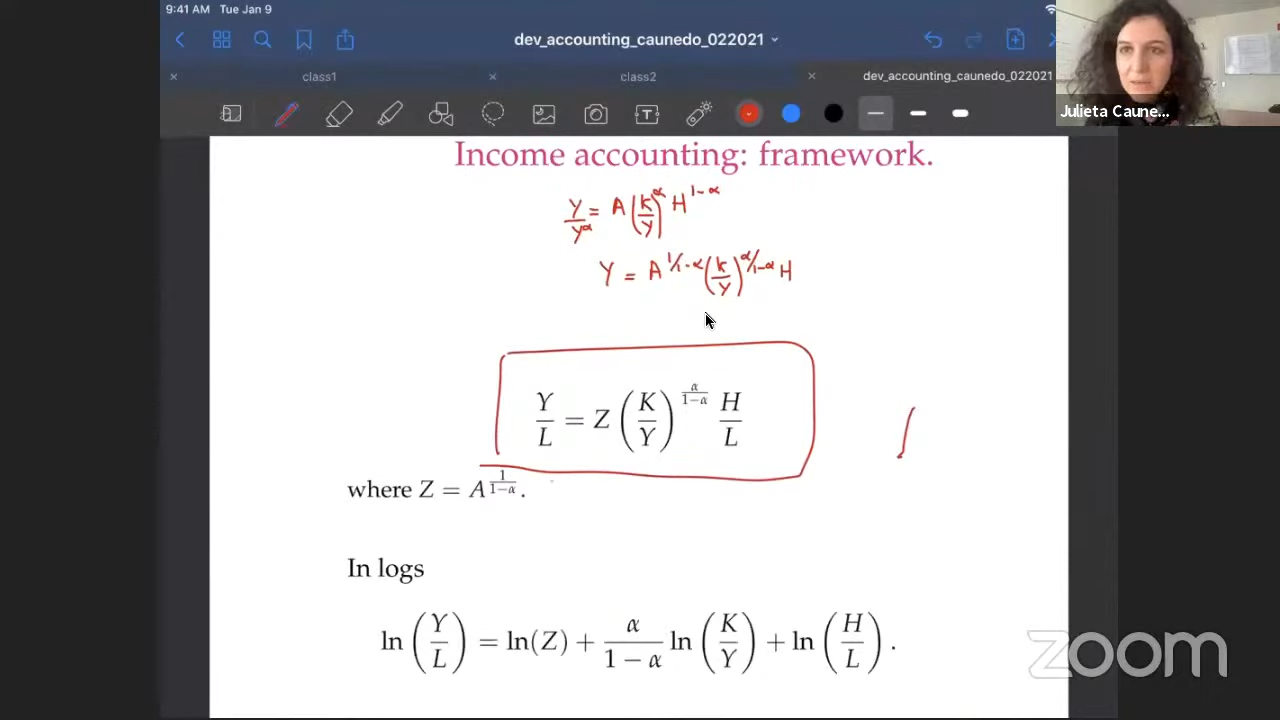 9:41 AM Tue Jan 9
dev_accounting_caunedo_022021
class1
class2
dev_accounting_caunedo_022021
T
Julieta Caune...
Income accounting: framework.
Y/Y^α = A (K/Y)^α H^1-α
Y = A^1/1-α (K/Y)^α/1-α H
Y/L = Z (K/Y)^α/1−α H/L
where Z = A^1/1−α.
In logs
ln (Y/L) = ln(Z) + α/1 − α ln (K/Y) + ln (H/L).
zoom